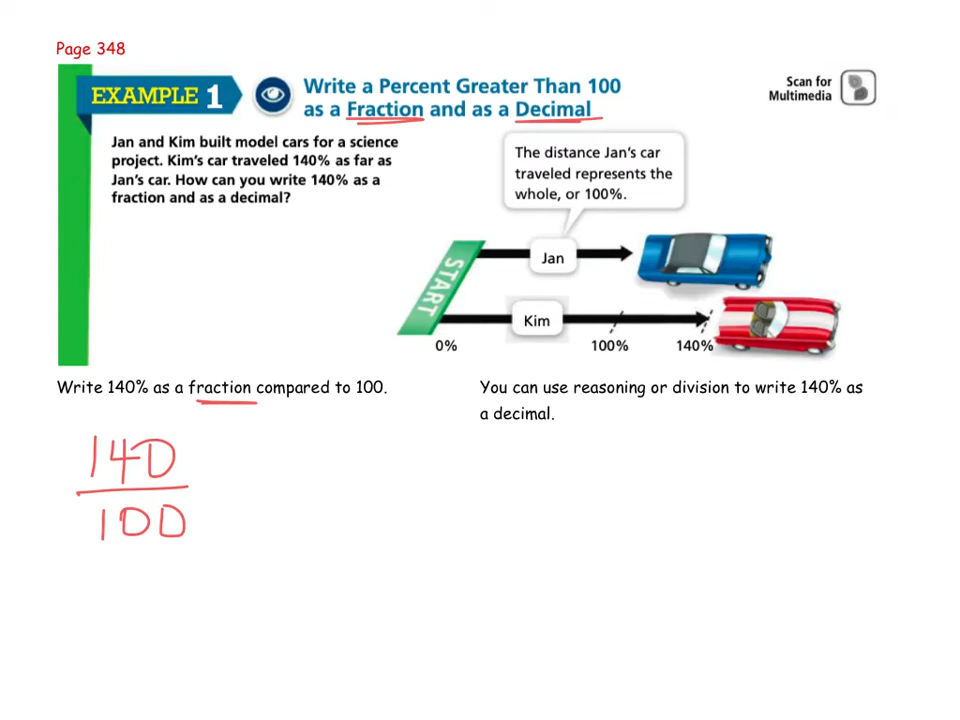 Page 348
EXAMPLE 1
Write a Percent Greater Than 100
as a Fraction and as a Decimal
Scan for
Multimedia
Jan and Kim built model cars for a science
project. Kim's car traveled 140% as far as
Jan's car. How can you write 140% as a
fraction and as a decimal?
The distance Jan's car
traveled represents the
whole, or 100%.
START
Jan
Kim
0%
100%
140%
Write 140% as a fraction compared to 100.
140
100
You can use reasoning or division to write 140% as
a decimal.